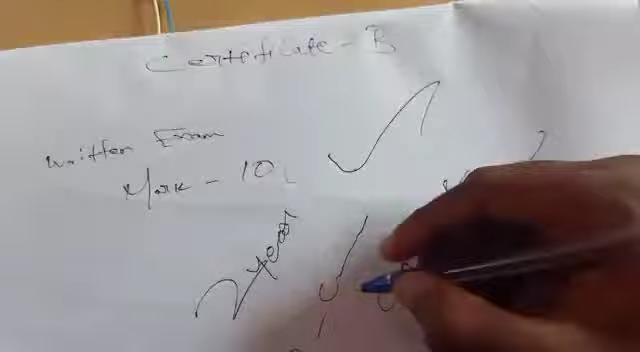 Certificate - B
Written Exam
Mark - 10
2 year